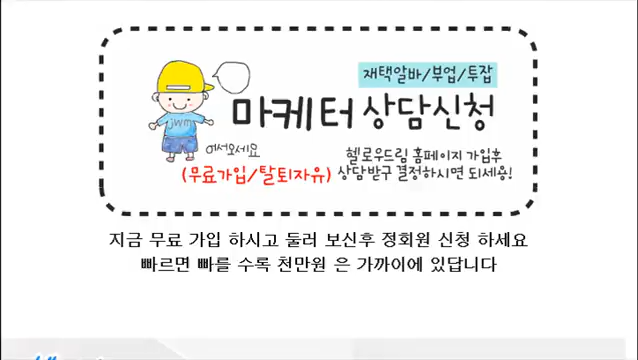 재택알바/부업/투잡
마케터 상담신청
jwm
어서오세요
헬로우드림 홈페이지 가입후
(무료가입/탈퇴자유) 상담받구 결정하시면 되세용!
지금 무료 가입 하시고 둘러 보신후 정회원 신청 하세요
빠르면 빠를 수록 천만원 은 가까이에 있답니다